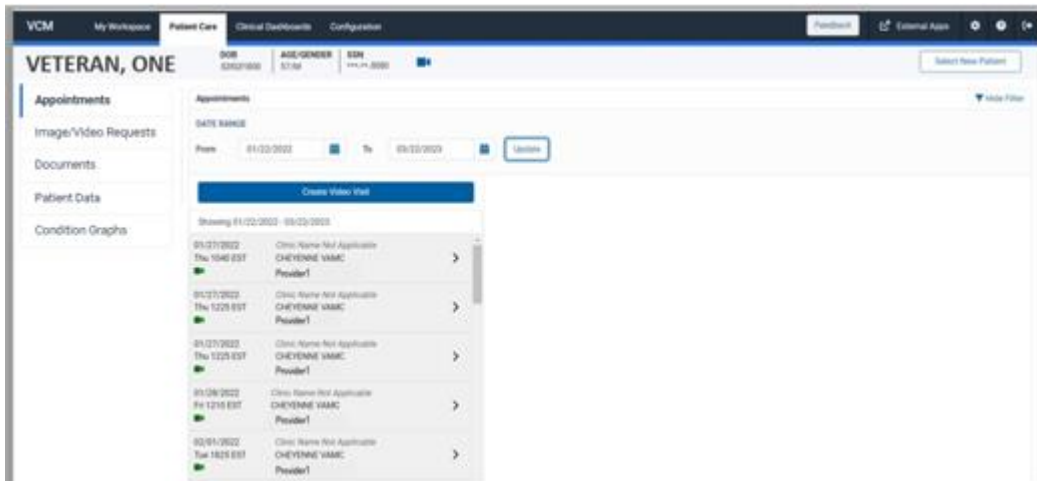 VCM My Workspace Patient Care Clinical Dashboards Configuration Feedback External Apps
VETERAN, ONE DOB AGE/GENDER 57/M SSN ***-**-0000 Select New Patient
Appointments
Image/Video Requests
Documents
Patient Data
Condition Graphs
Appointments Hide Filter
DATE RANGE
From 01/22/2022 To 03/22/2023 Update
Create Video Visit
Showing 01/22/2022 - 03/22/2023
01/27/2022 Clinic Name Not Applicable
Thu 1040 EST CHEYENNE VAMC
Provider1
01/27/2022 Clinic Name Not Applicable
Thu 1225 EST CHEYENNE VAMC
Provider1
01/27/2022 Clinic Name Not Applicable
Thu 1225 EST CHEYENNE VAMC
Provider1
01/28/2022 Clinic Name Not Applicable
Fri 1210 EST CHEYENNE VAMC
Provider1
02/01/2022 Clinic Name Not Applicable
Tue 1825 EST CHEYENNE VAMC
Provider1